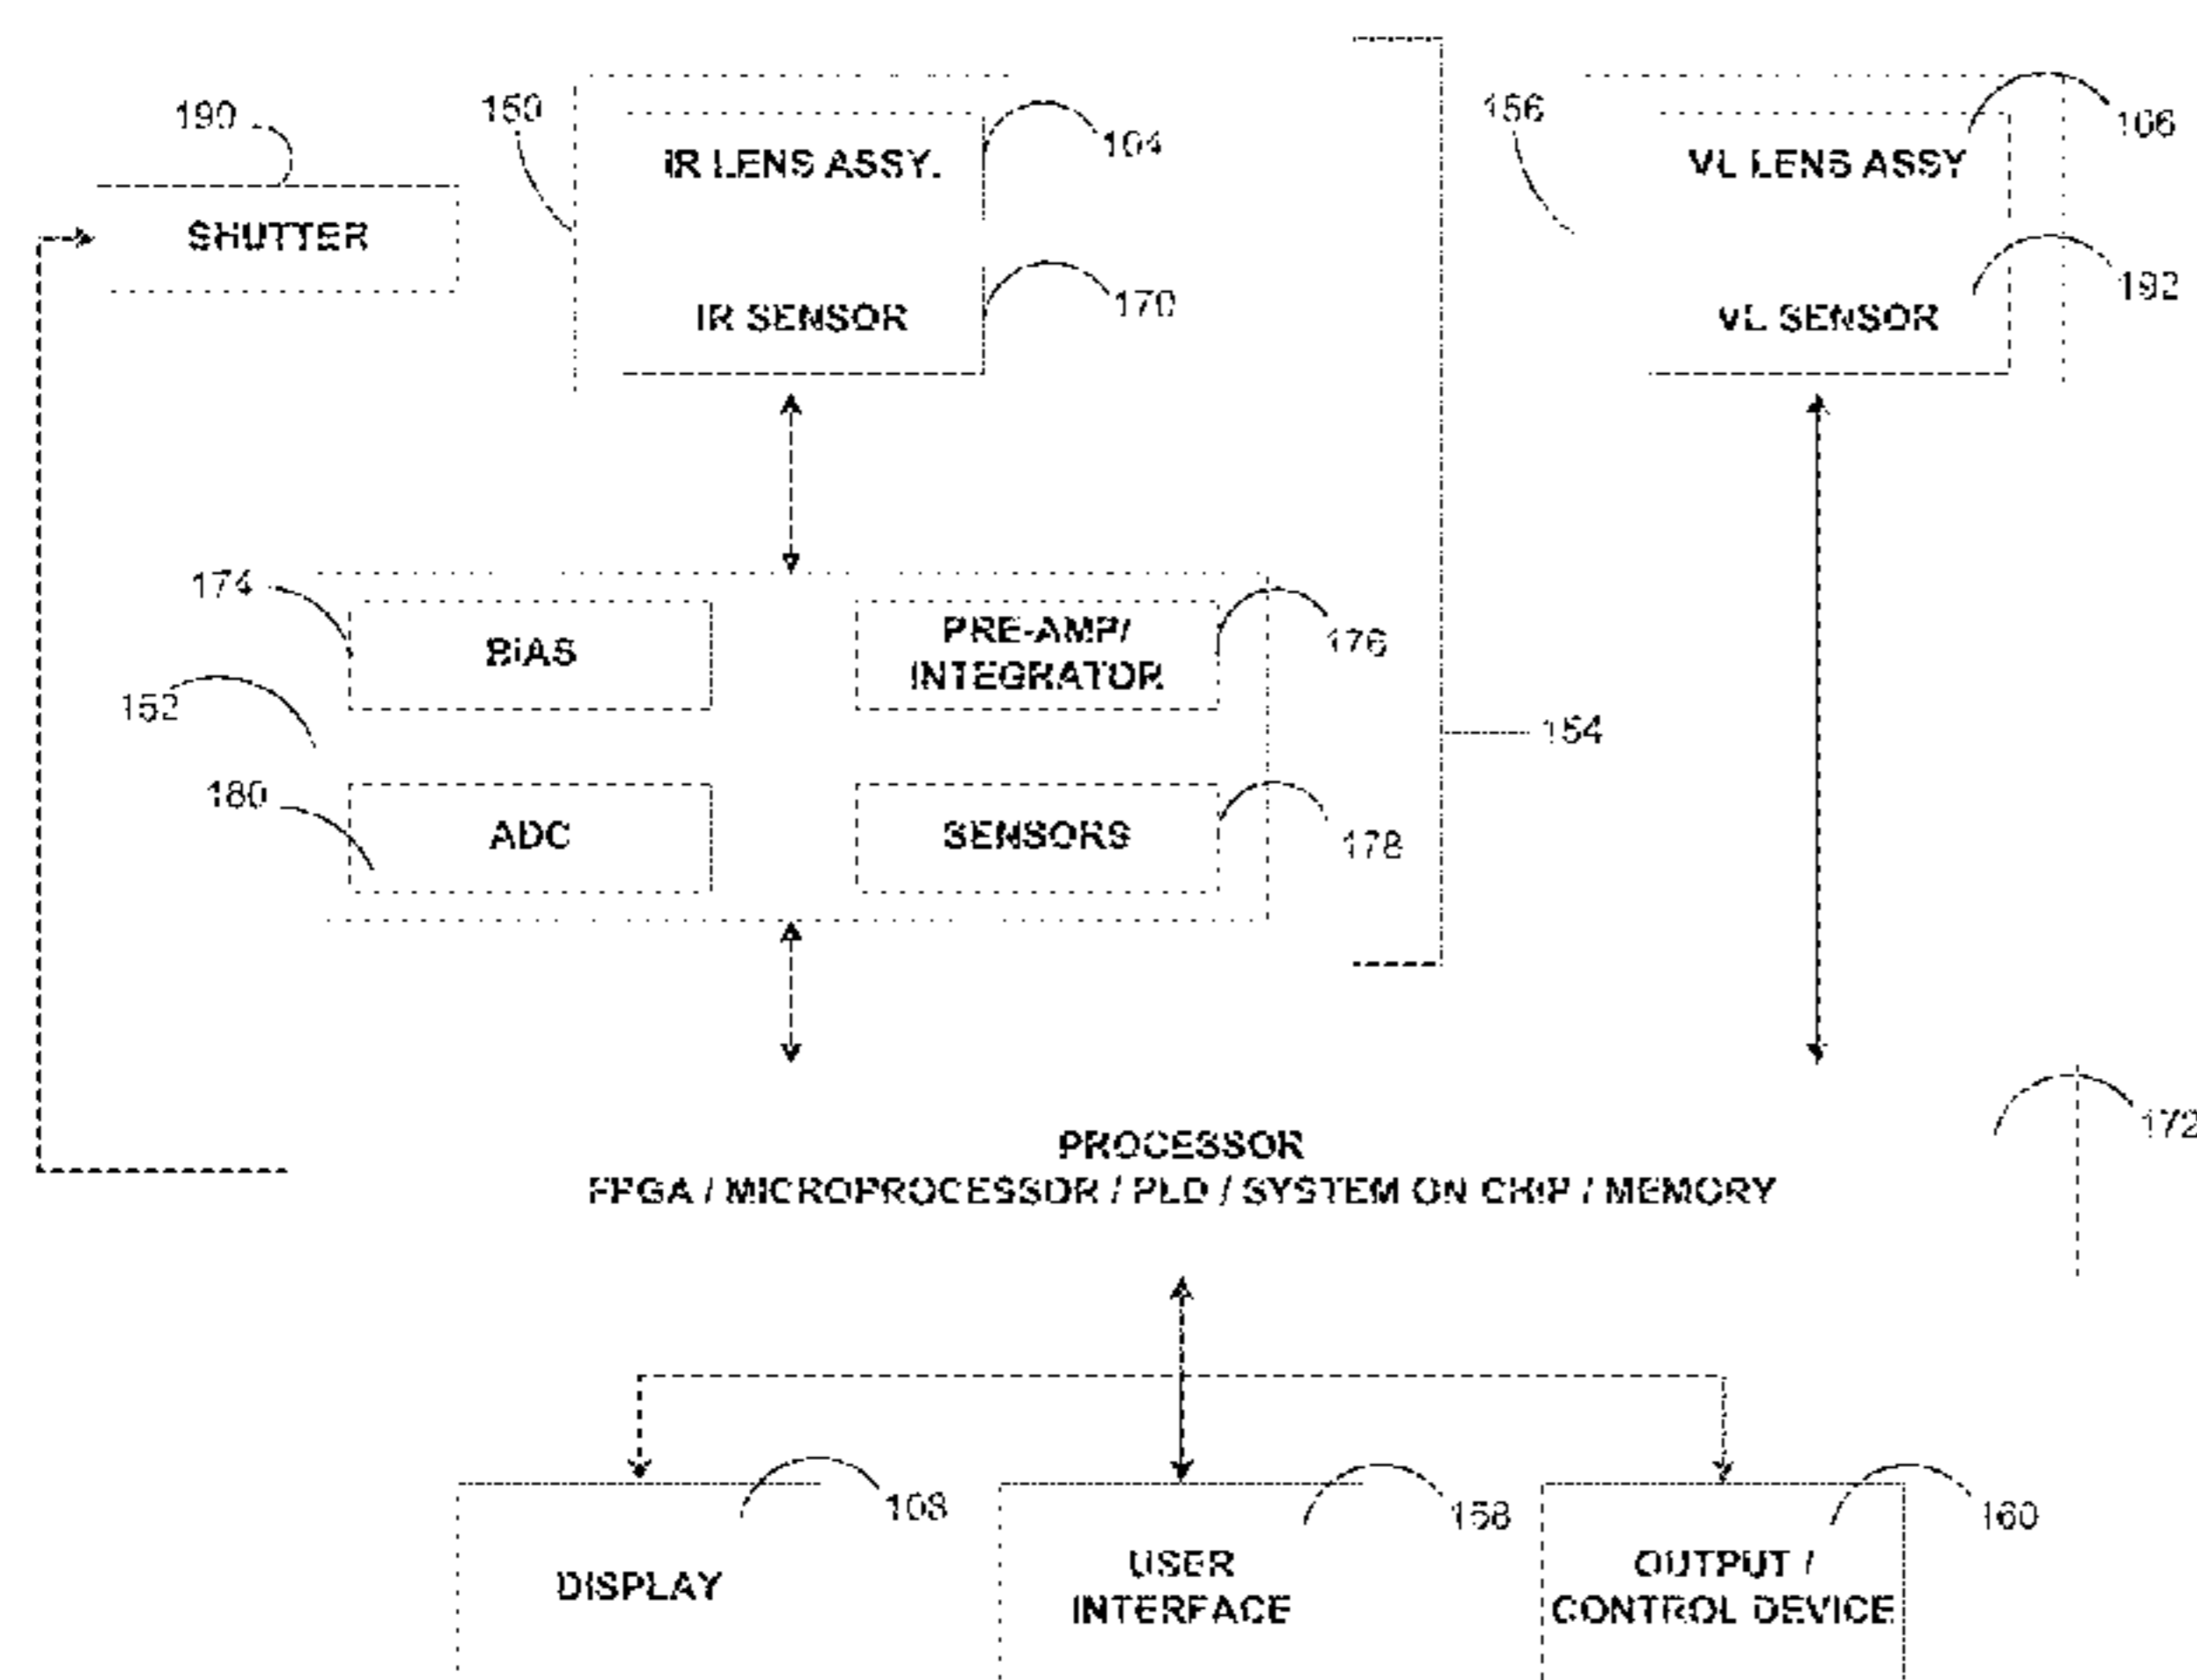 190
SHUTTER
150
IR LENS ASSY.
104
IR SENSOR
170
156
VL LENS ASSY
106
VL SENSOR
192
174
BIAS
PRE-AMP/
INTEGRATOR
176
152
154
180
ADC
SENSORS
178
PROCESSOR
172
FPGA / MICROPROCESSOR / PLD / SYSTEM ON CHIP / MEMORY
108
DISPLAY
158
USER
INTERFACE
160
OUTPUT /
CONTROL DEVICE